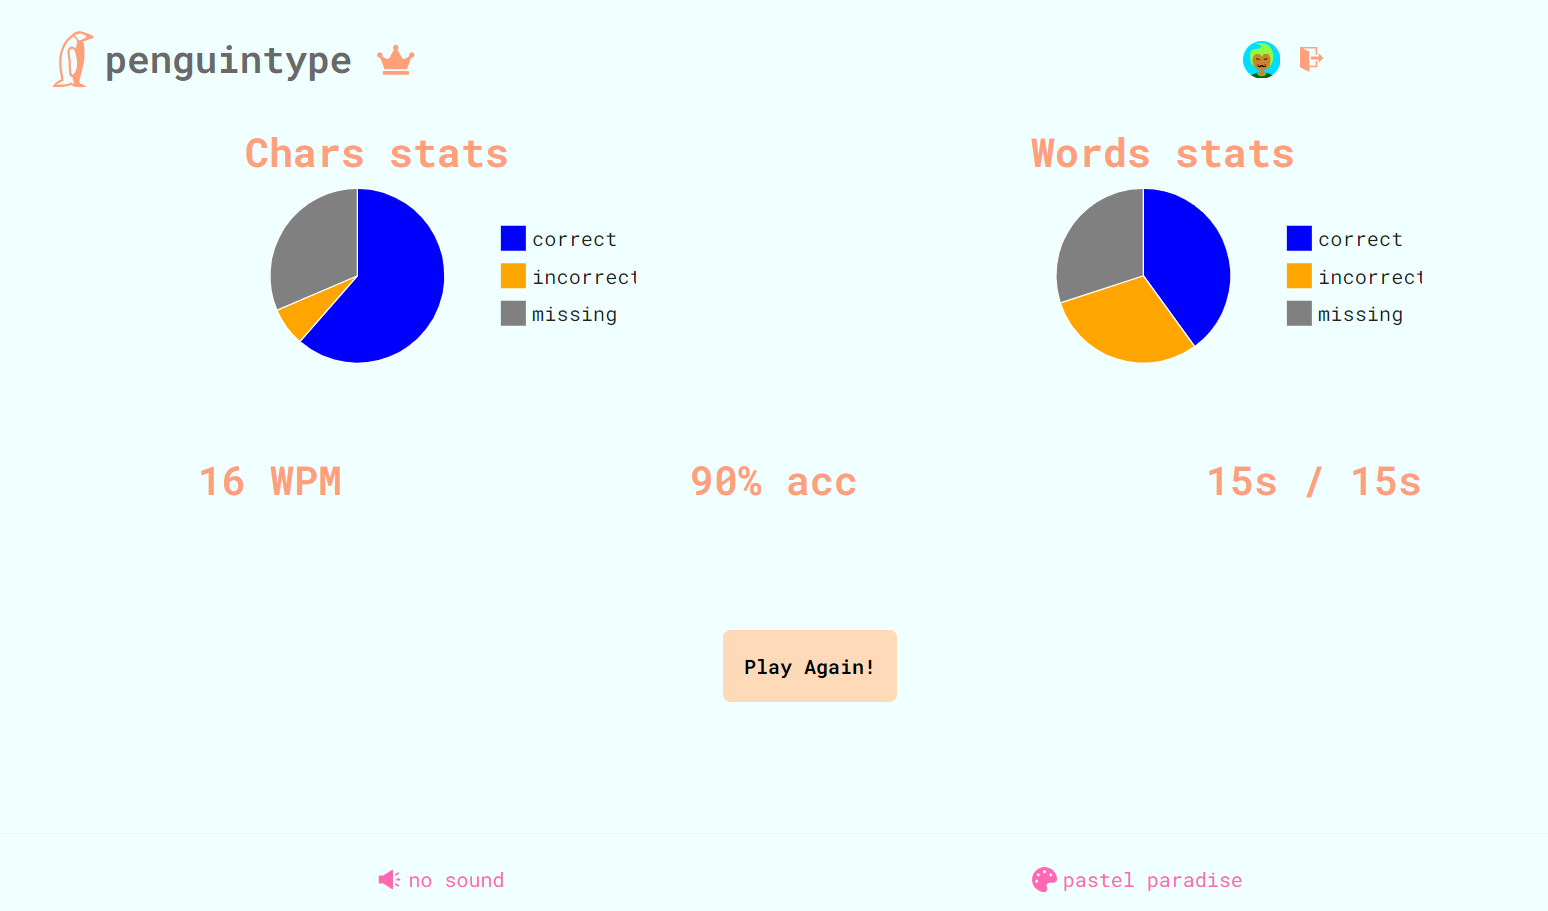 penguintype
Chars stats
correct
incorrect
missing
Words stats
correct
incorrect
missing
16 WPM
90% acc
15s / 15s
Play Again!
no sound
pastel paradise